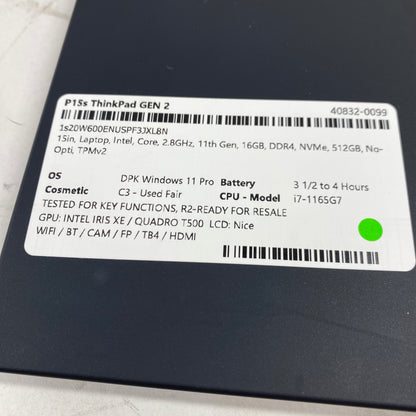 P15s ThinkPad GEN 2
40832-0099
1s20W600ENUSPF3JXL8N
15in, Laptop, Intel, Core, 2.8GHz, 11th Gen, 16GB, DDR4, NVMe, 512GB, No-
Opti, TPMv2
OS DPK Windows 11 Pro Battery 3 1/2 to 4 Hours
Cosmetic C3 - Used Fair CPU - Model i7-1165G7
TESTED FOR KEY FUNCTIONS, R2-READY FOR RESALE
GPU: INTEL IRIS XE / QUADRO T500 LCD: Nice
WIFI / BT / CAM / FP / TB4 / HDMI